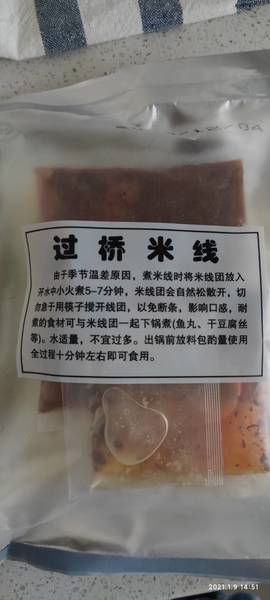 过桥米线
由于季节温差原因，煮米线时将米线团放入
开水中小火煮5-7分钟，米线团会自然松散开，切
勿急于用筷子搅开线团，以免断条，影响口感，耐
煮的食材可与米线团一起下锅煮(鱼丸、干豆腐丝
等)。水适量，不宜过多。出锅前放料包酌量使用
全过程十分钟左右即可食用。
2021.1.9 14:51